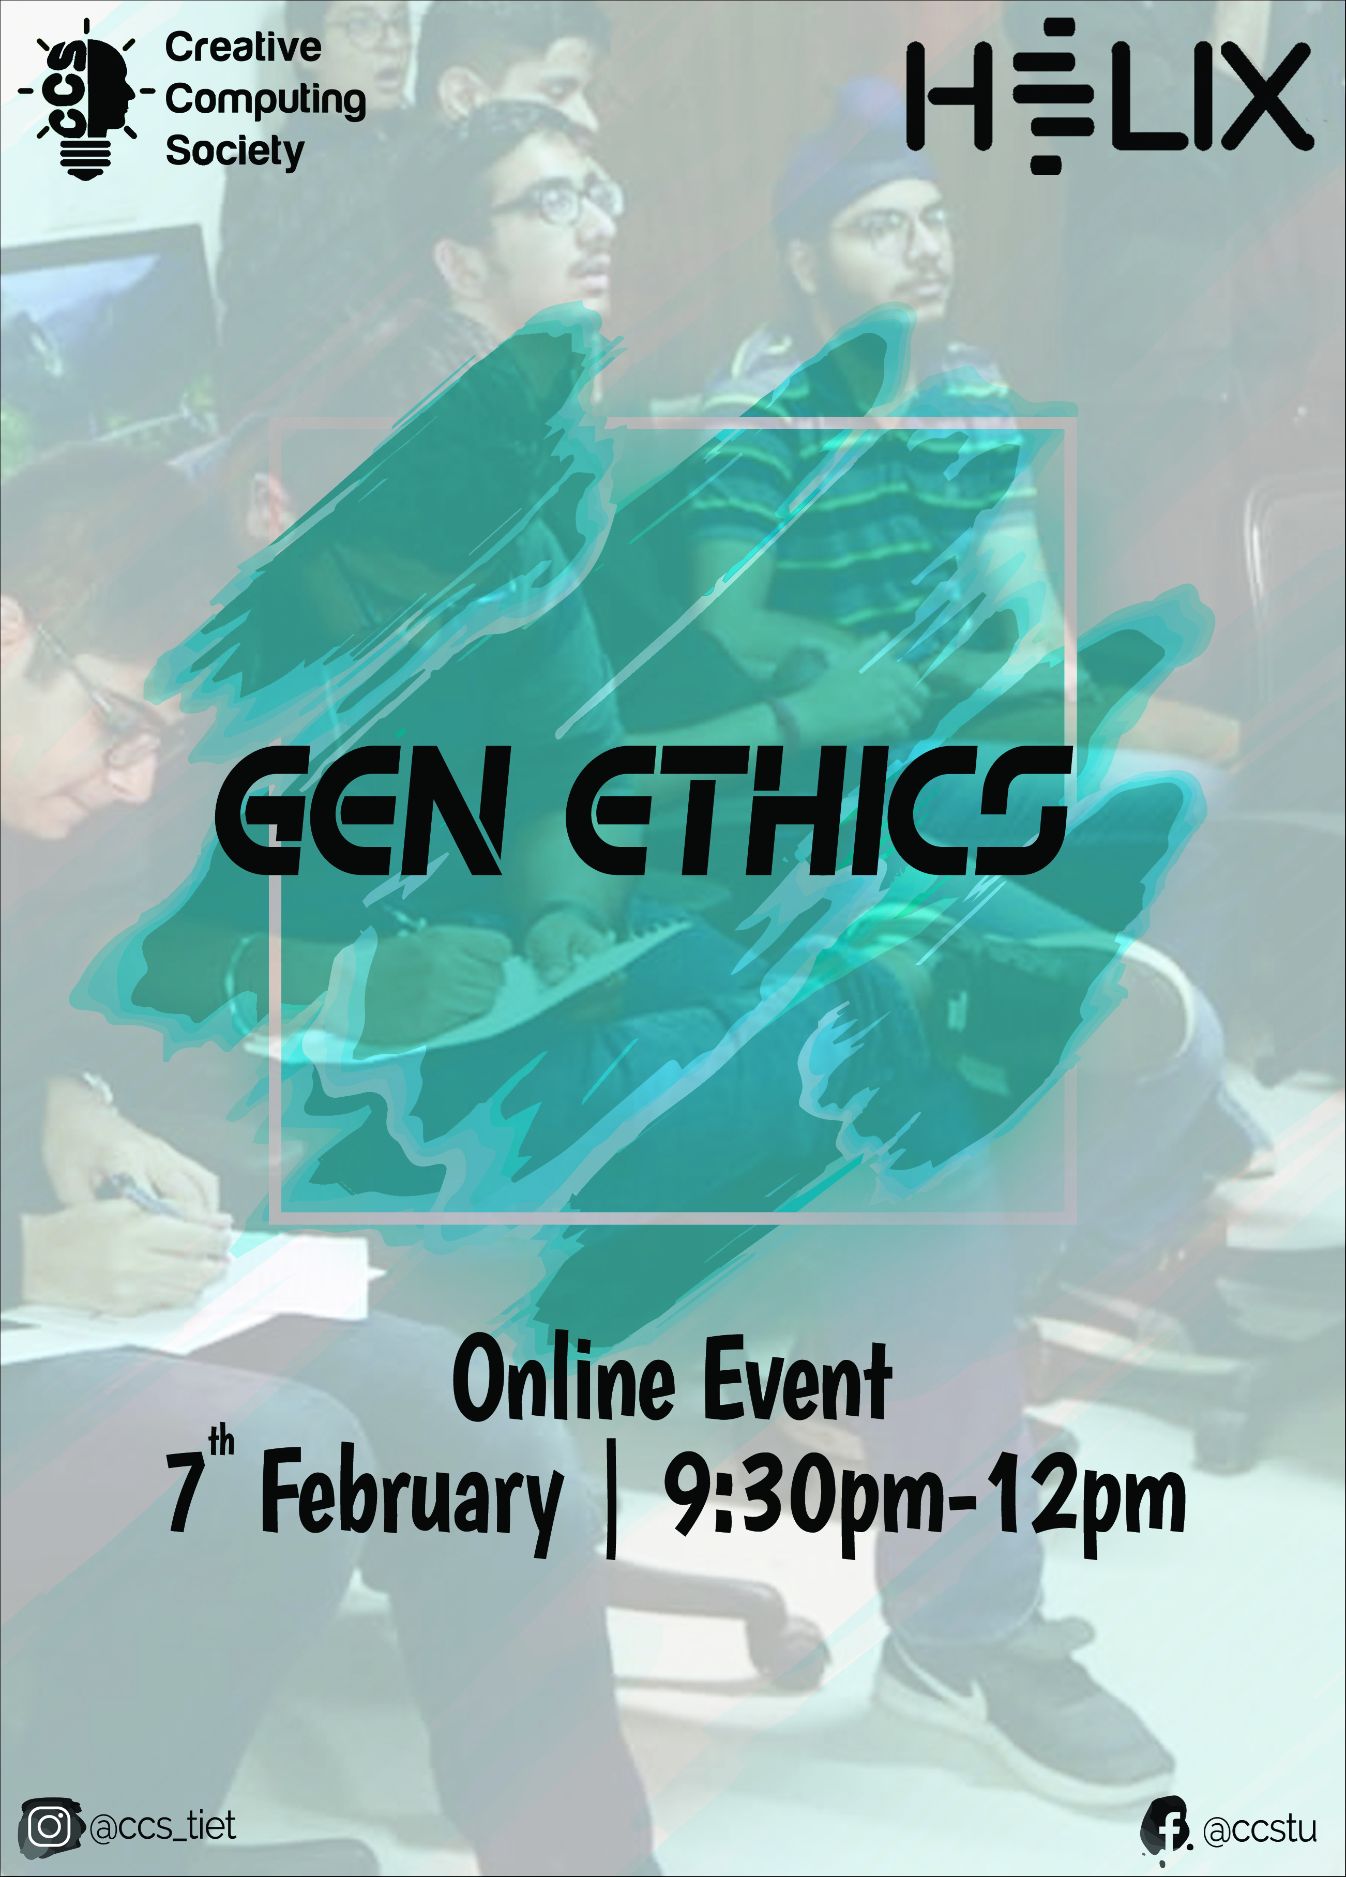 CCS
Creative
Computing
Society
HELIX
GEN ETHICS
Online Event
7th February | 9:30pm-12pm
@ccs_tiet
@ccstu